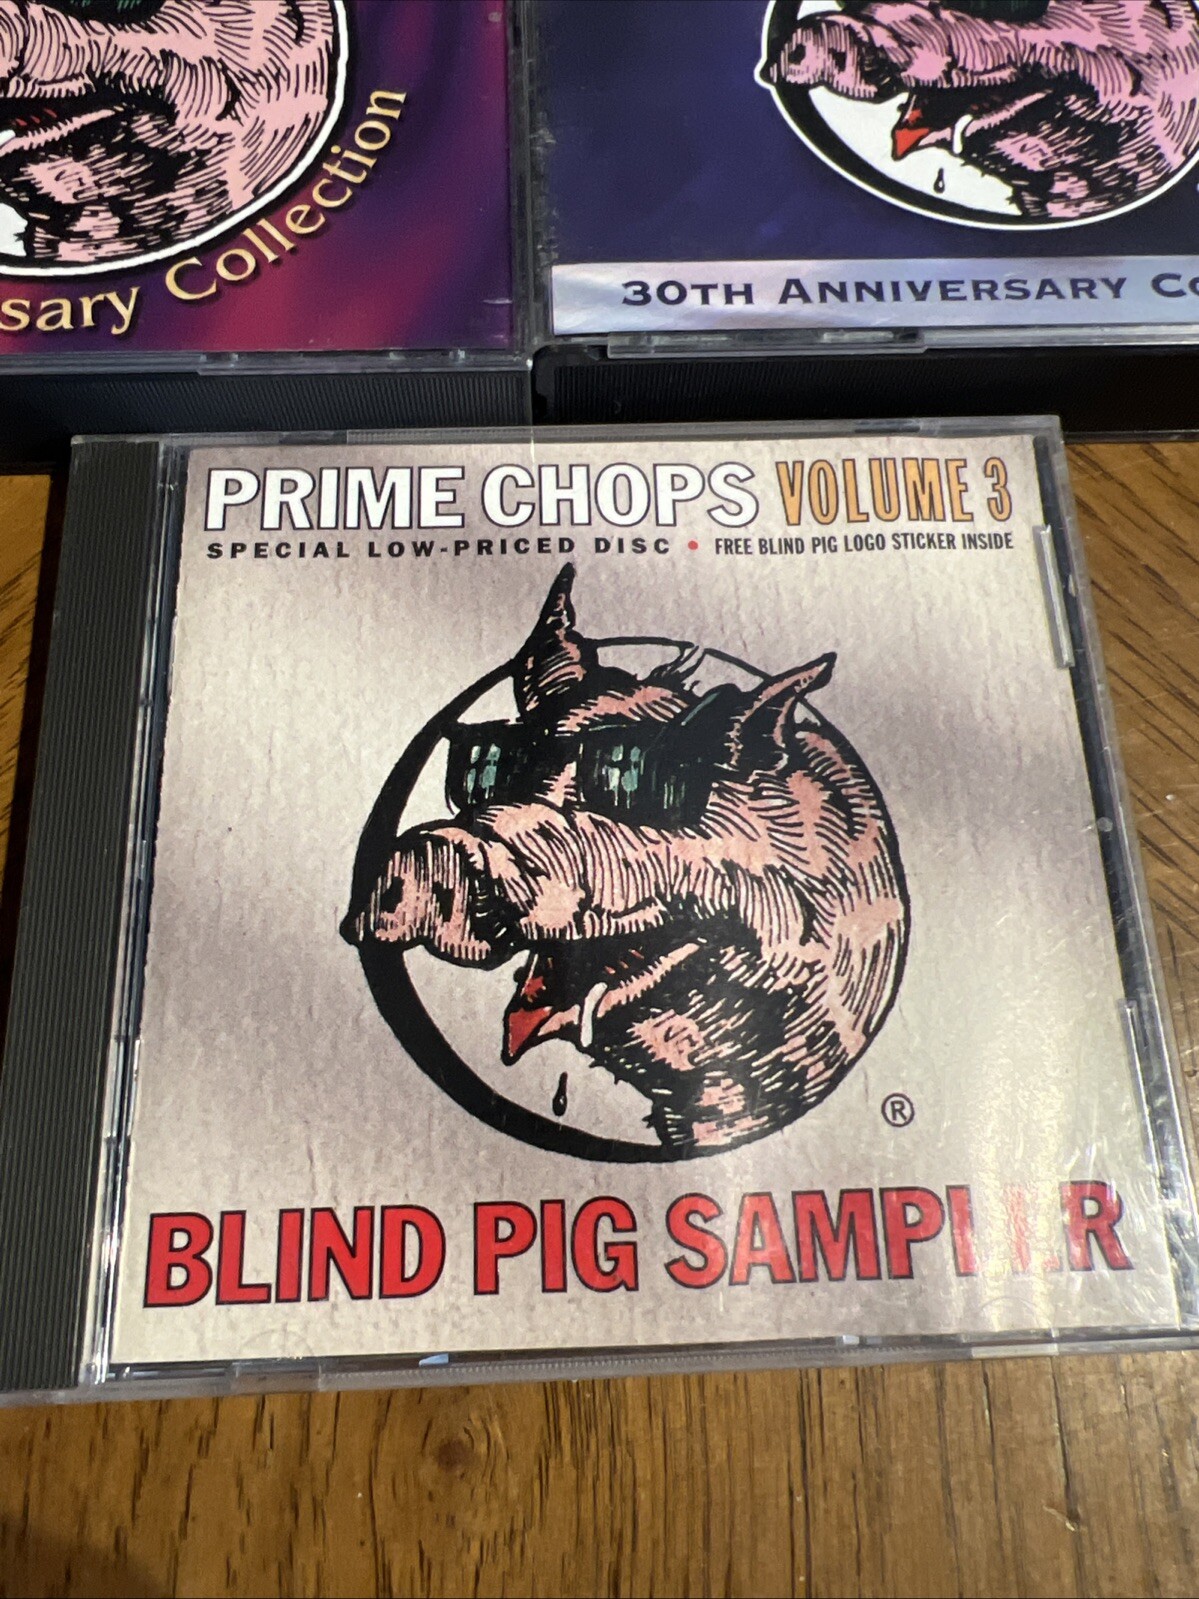 sary Collection
30TH ANNIVERSARY CO
PRIME CHOPS VOLUME 3
SPECIAL LOW-PRICED DISC • FREE BLIND PIG LOGO STICKER INSIDE
®
BLIND PIG SAMPLER